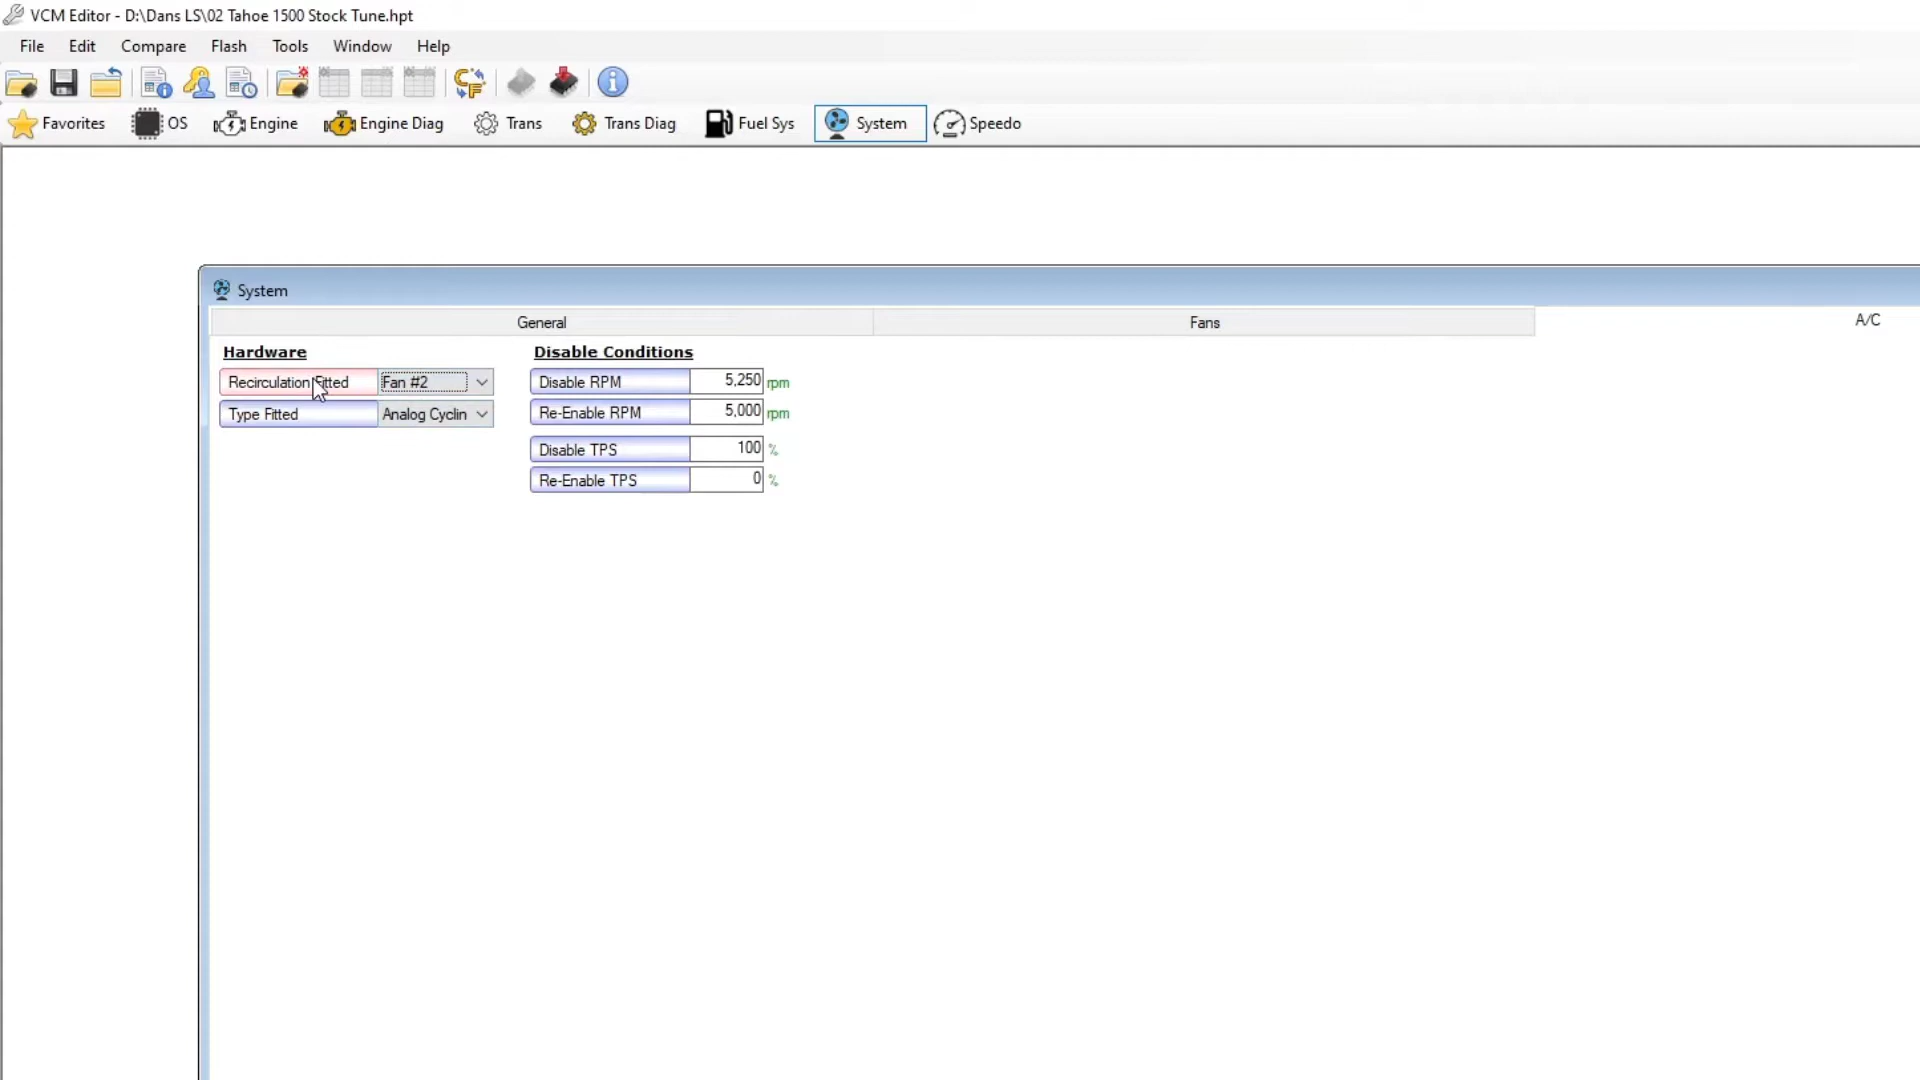 VCM Editor - D:\Dans LS\02 Tahoe 1500 Stock Tune.hpt
File Edit Compare Flash Tools Window Help
Favorites OS Engine Engine Diag Trans Trans Diag Fuel Sys System Speedo
System
General Fans A/C
Hardware Disable Conditions
Recirculation Fitted Fan #2 Disable RPM 5,250 rpm
Type Fitted Analog Cyclin Re-Enable RPM 5,000 rpm
Disable TPS 100 %
Re-Enable TPS 0 %